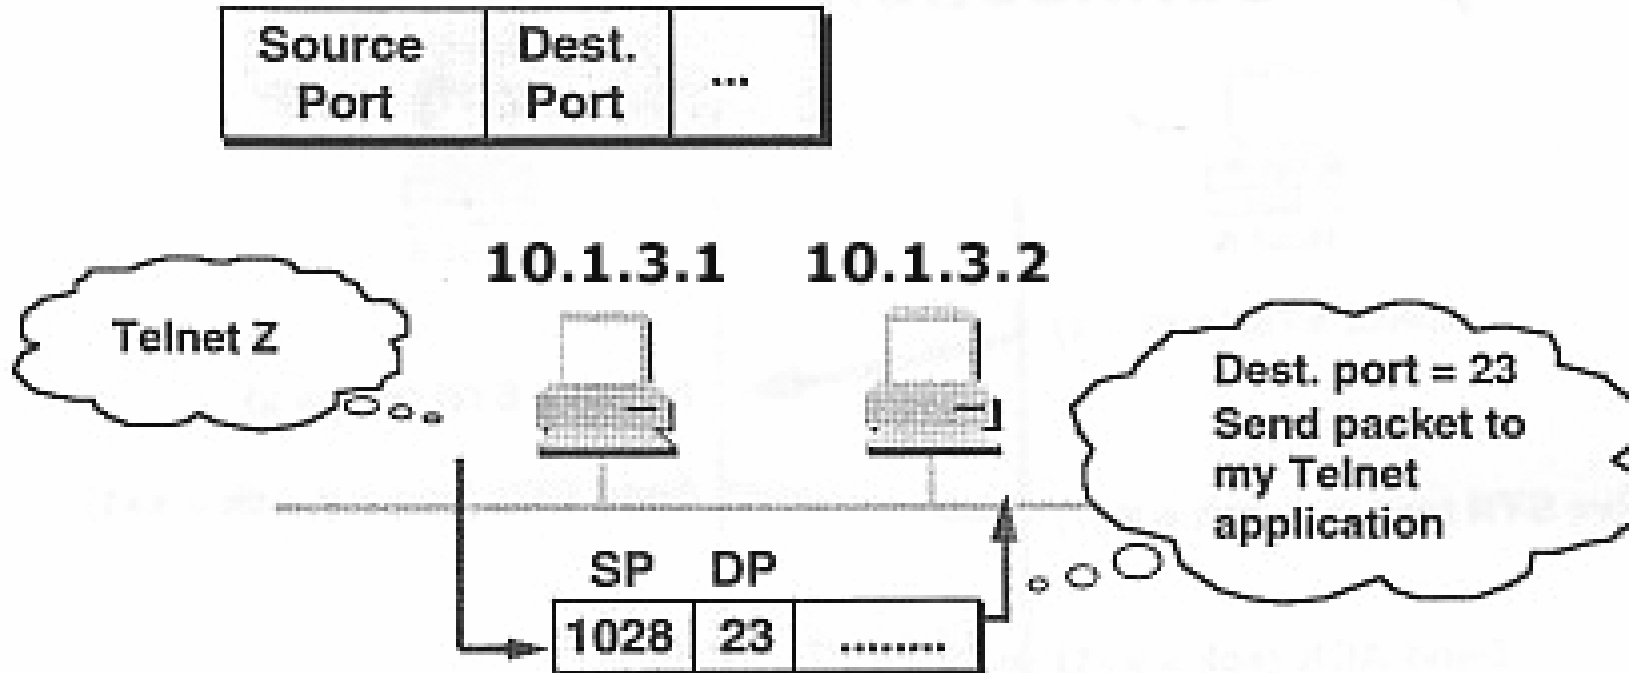 Source
Port
Dest.
Port
...
10.1.3.1
10.1.3.2
Telnet Z
Dest. port = 23
Send packet to
my Telnet
application
SP
DP
1028
23
........